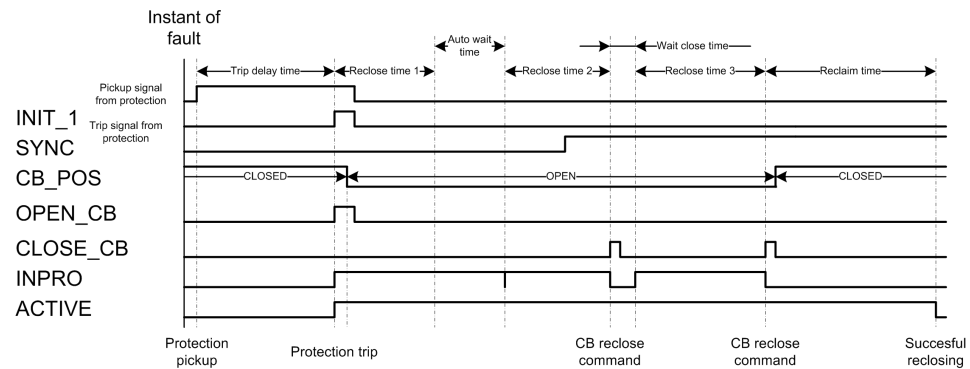 Instant of
fault
Auto wait
time
Wait close time
Trip delay time
Reclose time 1
Reclose time 2
Reclose time 3
Reclaim time
Pickup signal
from protection
INIT_1
Trip signal from
protection
SYNC
CB_POS
CLOSED
OPEN
CLOSED
OPEN_CB
CLOSE_CB
INPRO
ACTIVE
Protection
pickup
Protection trip
CB reclose
command
CB reclose
command
Succesful
reclosing